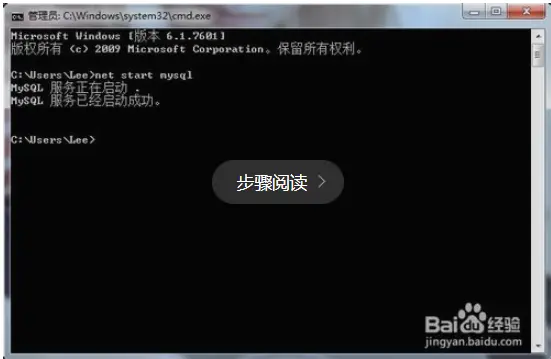 管理员: C:\Windows\system32\cmd.exe
Microsoft Windows [版本 6.1.7601]
版权所有 (c) 2009 Microsoft Corporation。保留所有权利。
C:\Users\Lee>net start mysql
MySQL 服务正在启动 .
MySQL 服务已经启动成功。
C:\Users\Lee>
步骤阅读
Baidu经验
jingyan.baidu.com